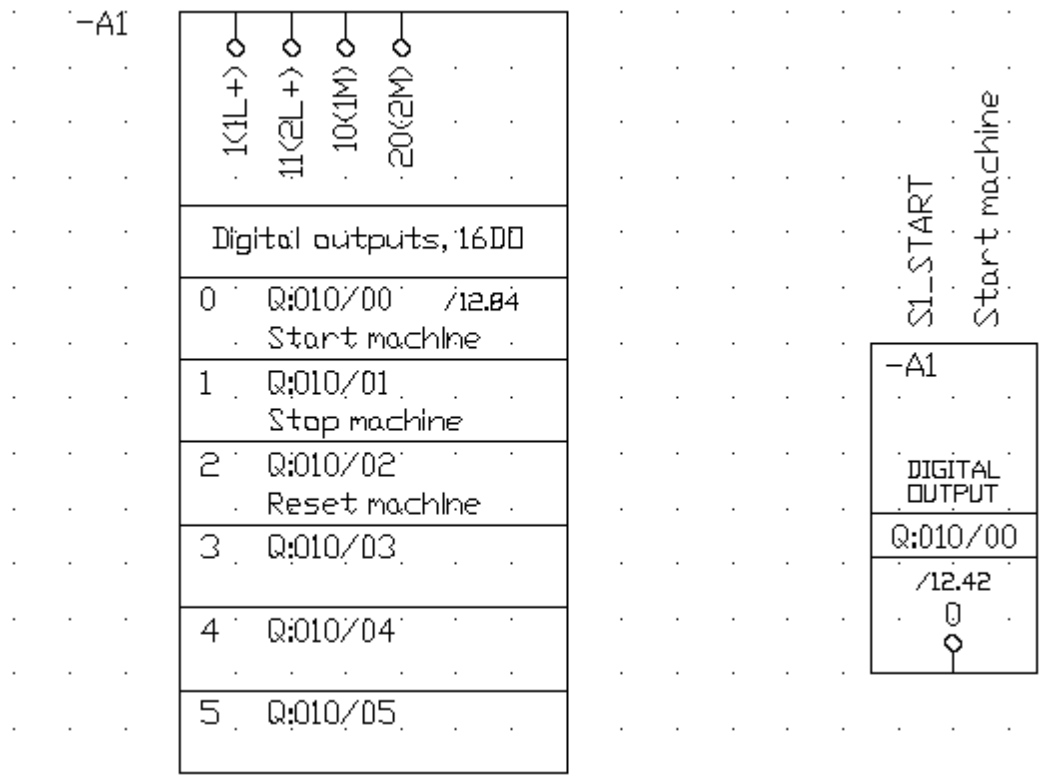 -A1
1(1L+)
11(2L+)
10(1M)
20(2M)
Digital outputs, 16DO
0 Q:010/00 /12.84
Start machine
1 Q:010/01
Stop machine
2 Q:010/02
Reset machine
3 Q:010/03
4 Q:010/04
5 Q:010/05
S1_START
Start machine
-A1
DIGITAL
OUTPUT
Q:010/00
/12.42
0